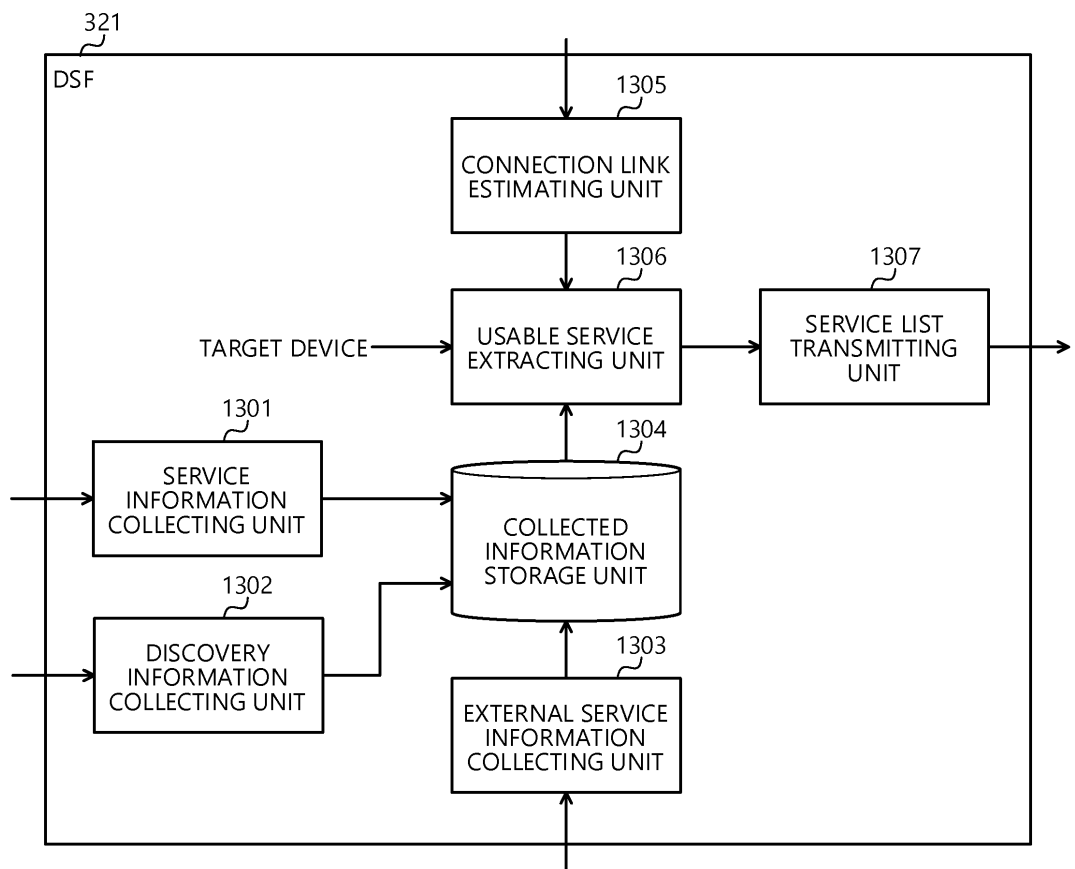 321
DSF
1305
CONNECTION LINK
ESTIMATING UNIT
1306
USABLE SERVICE
EXTRACTING UNIT
1307
SERVICE LIST
TRANSMITTING
UNIT
TARGET DEVICE
1301
SERVICE
INFORMATION
COLLECTING UNIT
1304
COLLECTED
INFORMATION
STORAGE UNIT
1302
DISCOVERY
INFORMATION
COLLECTING UNIT
1303
EXTERNAL SERVICE
INFORMATION
COLLECTING UNIT